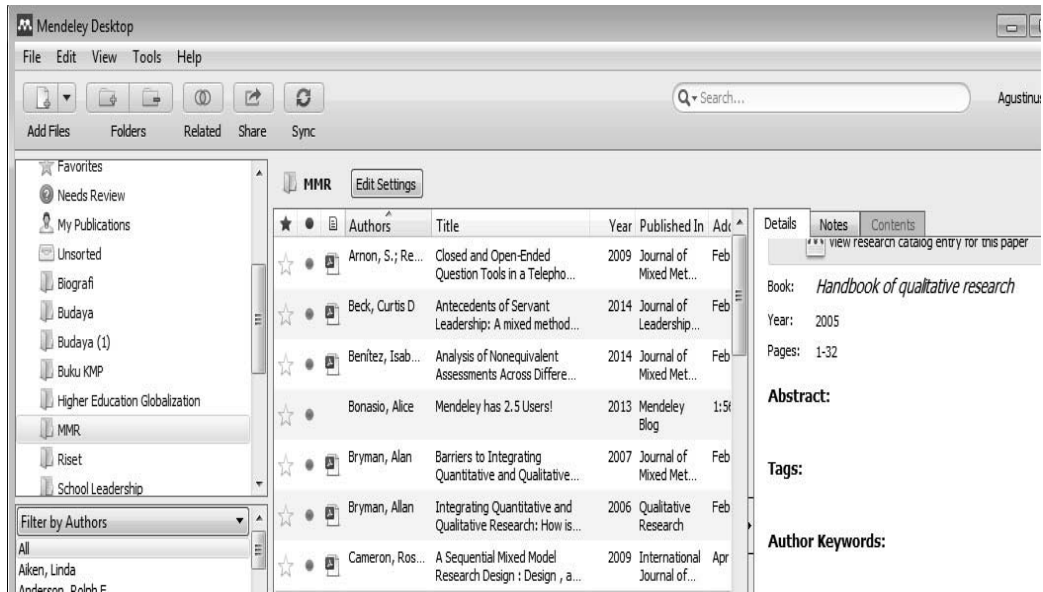 Mendeley Desktop
File Edit View Tools Help
Search...
Agustinus
Add Files Folders Related Share Sync
Favorites
Needs Review
My Publications
Unsorted
Biografi
Budaya
Budaya (1)
Buku KMP
Higher Education Globalization
MMR
Riset
School Leadership
Filter by Authors
All
Aiken, Linda
Anderson, Rolph E
MMR Edit Settings
Authors Title Year Published In Add
Arnon, S.; Re... Closed and Open-Ended 2009 Journal of Feb
Question Tools in a Telepho... Mixed Met...
Beck, Curtis D Antecedents of Servant 2014 Journal of Feb
Leadership: A mixed method... Leadership...
Benítez, Isab... Analysis of Nonequivalent 2014 Journal of Feb
Assessments Across Differe... Mixed Met...
Bonasio, Alice Mendeley has 2.5 Users! 2013 Mendeley 1:56
Blog
Bryman, Alan Barriers to Integrating 2007 Journal of Feb
Quantitative and Qualitative... Mixed Met...
Bryman, Allan Integrating Quantitative and 2006 Qualitative Feb
Qualitative Research: How is... Research
Cameron, Ros... A Sequential Mixed Model 2009 International Apr
Research Design : Design , a... Journal of...
Details Notes Contents
View research catalog entry for this paper
Book: Handbook of qualitative research
Year: 2005
Pages: 1-32
Abstract:
Tags:
Author Keywords: